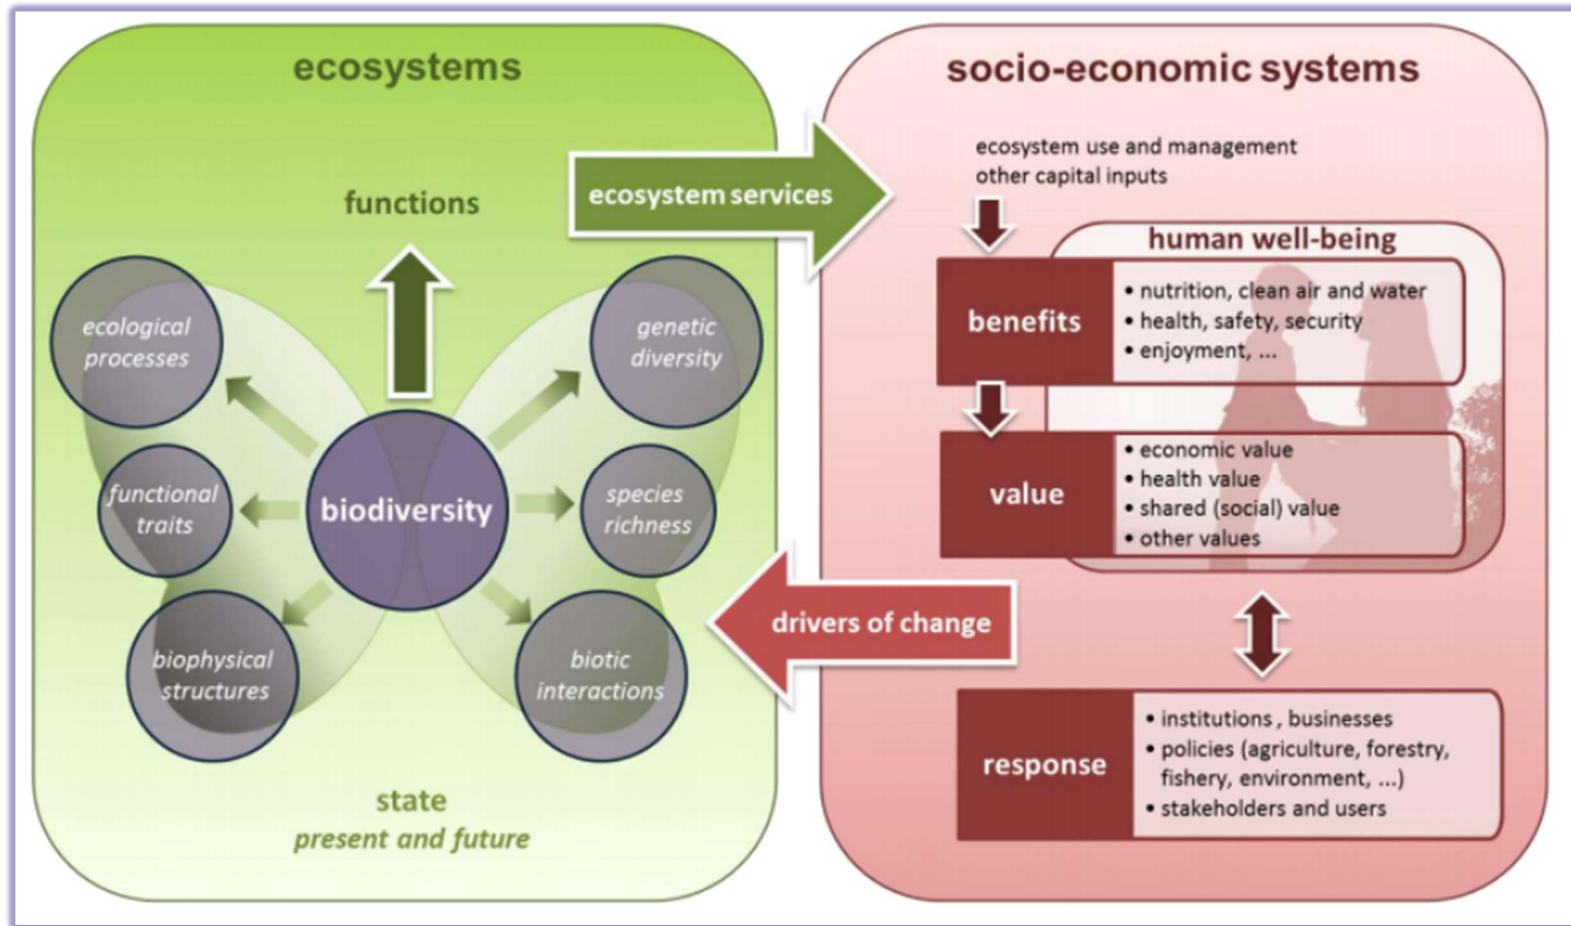 ecosystems
functions
ecological
processes
genetic
diversity
functional
traits
biodiversity
species
richness
biophysical
structures
biotic
interactions
state
present and future
ecosystem services
drivers of change
socio-economic systems
ecosystem use and management
other capital inputs
human well-being
benefits
• nutrition, clean air and water
• health, safety, security
• enjoyment, ...
value
• economic value
• health value
• shared (social) value
• other values
response
• institutions , businesses
• policies (agriculture, forestry,
fishery, environment, ...)
• stakeholders and users